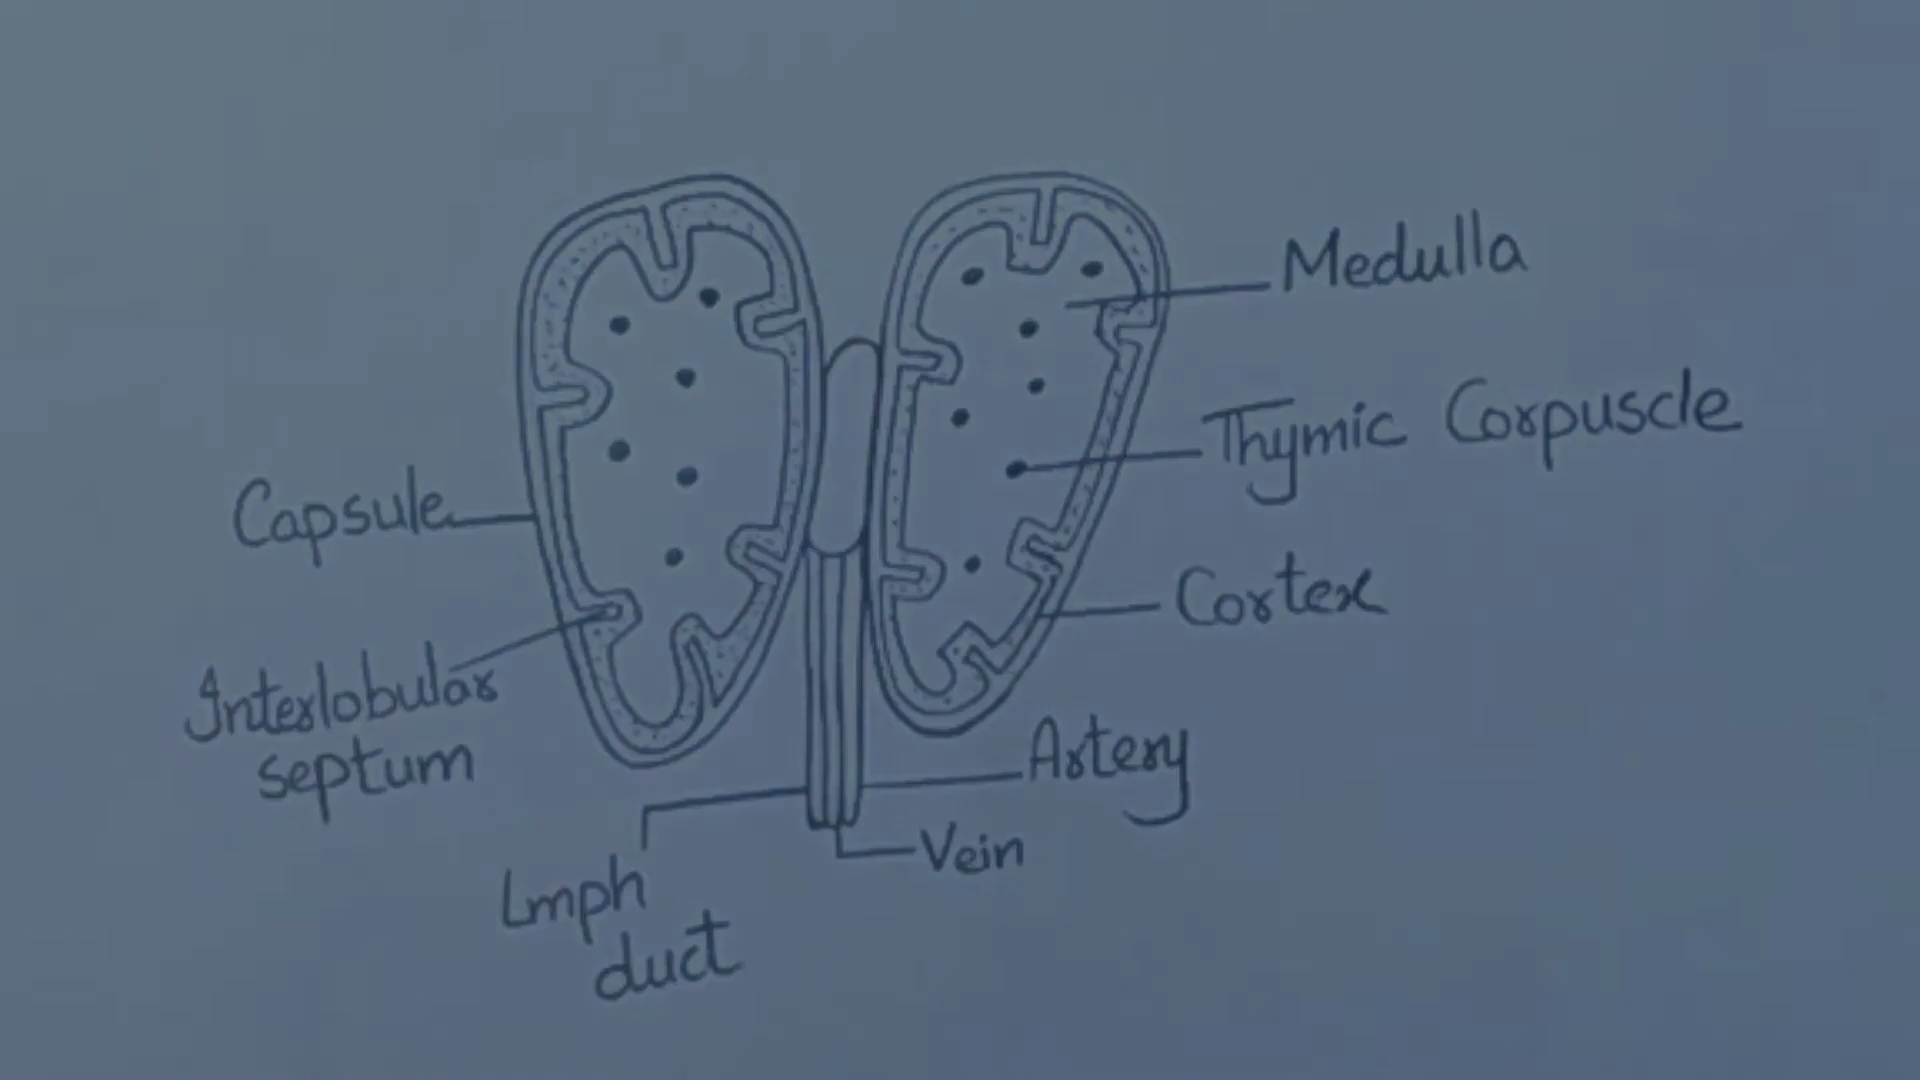 Medulla
Thymic Corpuscle
Capsule
Cortex
Interlobular
septum
Artery
Vein
Lmph
duct